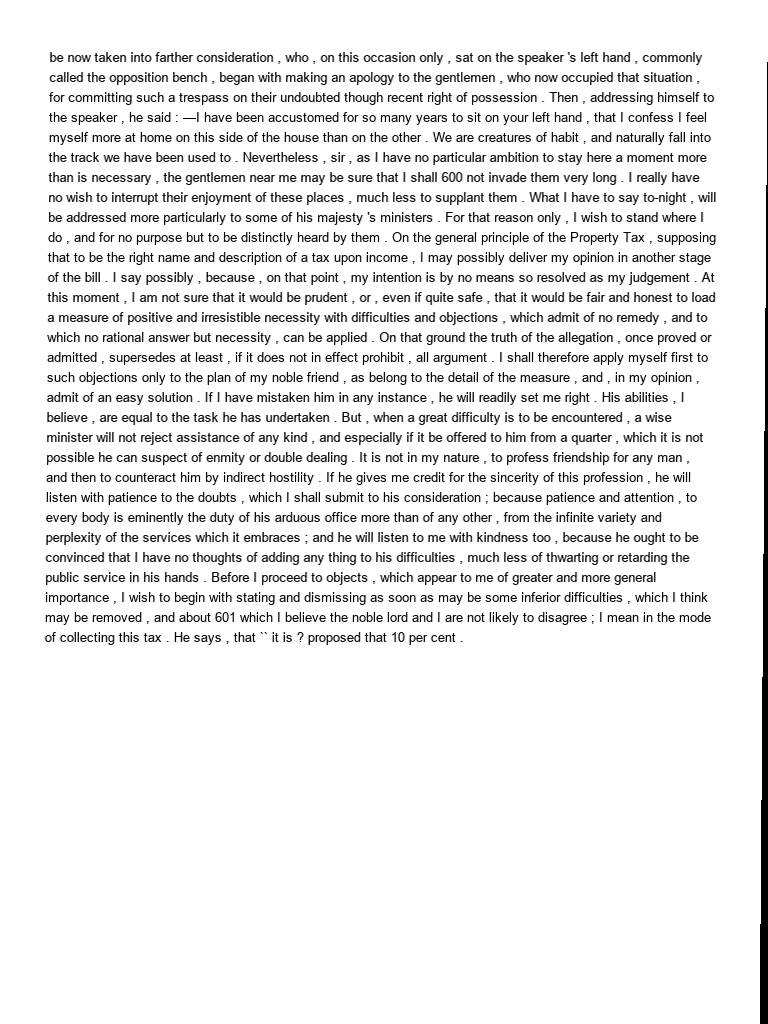 be now taken into farther consideration , who , on this occasion only , sat on the speaker 's left hand , commonly
called the opposition bench , began with making an apology to the gentlemen , who now occupied that situation ,
for committing such a trespass on their undoubted though recent right of possession . Then , addressing himself to
the speaker , he said : —I have been accustomed for so many years to sit on your left hand , that I confess I feel
myself more at home on this side of the house than on the other . We are creatures of habit , and naturally fall into
the track we have been used to . Nevertheless , sir , as I have no particular ambition to stay here a moment more
than is necessary , the gentlemen near me may be sure that I shall 600 not invade them very long . I really have
no wish to interrupt their enjoyment of these places , much less to supplant them . What I have to say to-night , will
be addressed more particularly to some of his majesty 's ministers . For that reason only , I wish to stand where I
do , and for no purpose but to be distinctly heard by them . On the general principle of the Property Tax , supposing
that to be the right name and description of a tax upon income , I may possibly deliver my opinion in another stage
of the bill . I say possibly , because , on that point , my intention is by no means so resolved as my judgement . At
this moment , I am not sure that it would be prudent , or , even if quite safe , that it would be fair and honest to load
a measure of positive and irresistible necessity with difficulties and objections , which admit of no remedy , and to
which no rational answer but necessity , can be applied . On that ground the truth of the allegation , once proved or
admitted , supersedes at least , if it does not in effect prohibit , all argument . I shall therefore apply myself first to
such objections only to the plan of my noble friend , as belong to the detail of the measure , and , in my opinion ,
admit of an easy solution . If I have mistaken him in any instance , he will readily set me right . His abilities , I
believe , are equal to the task he has undertaken . But , when a great difficulty is to be encountered , a wise
minister will not reject assistance of any kind , and especially if it be offered to him from a quarter , which it is not
possible he can suspect of enmity or double dealing . It is not in my nature , to profess friendship for any man ,
and then to counteract him by indirect hostility . If he gives me credit for the sincerity of this profession , he will
listen with patience to the doubts , which I shall submit to his consideration ; because patience and attention , to
every body is eminently the duty of his arduous office more than of any other , from the infinite variety and
perplexity of the services which it embraces ; and he will listen to me with kindness too , because he ought to be
convinced that I have no thoughts of adding any thing to his difficulties , much less of thwarting or retarding the
public service in his hands . Before I proceed to objects , which appear to me of greater and more general
importance , I wish to begin with stating and dismissing as soon as may be some inferior difficulties , which I think
may be removed , and about 601 which I believe the noble lord and I are not likely to disagree ; I mean in the mode
of collecting this tax . He says , that `` it is ? proposed that 10 per cent .